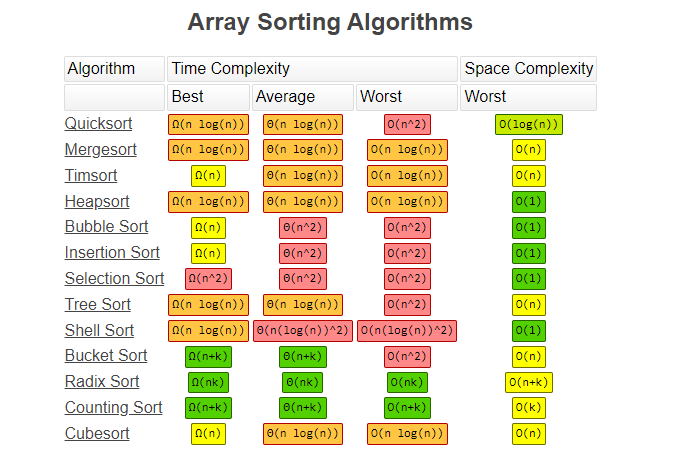 Array Sorting Algorithms
Algorithm Time Complexity Space Complexity
Best Average Worst Worst
Quicksort Ω(n log(n)) Θ(n log(n)) O(n^2) O(log(n))
Mergesort Ω(n log(n)) Θ(n log(n)) O(n log(n)) O(n)
Timsort Ω(n) Θ(n log(n)) O(n log(n)) O(n)
Heapsort Ω(n log(n)) Θ(n log(n)) O(n log(n)) O(1)
Bubble Sort Ω(n) Θ(n^2) O(n^2) O(1)
Insertion Sort Ω(n) Θ(n^2) O(n^2) O(1)
Selection Sort Ω(n^2) Θ(n^2) O(n^2) O(1)
Tree Sort Ω(n log(n)) Θ(n log(n)) O(n^2) O(n)
Shell Sort Ω(n log(n)) Θ(n(log(n))^2) O(n(log(n))^2) O(1)
Bucket Sort Ω(n+k) Θ(n+k) O(n^2) O(n)
Radix Sort Ω(nk) Θ(nk) O(nk) O(n+k)
Counting Sort Ω(n+k) Θ(n+k) O(n+k) O(k)
Cubesort Ω(n) Θ(n log(n)) O(n log(n)) O(n)